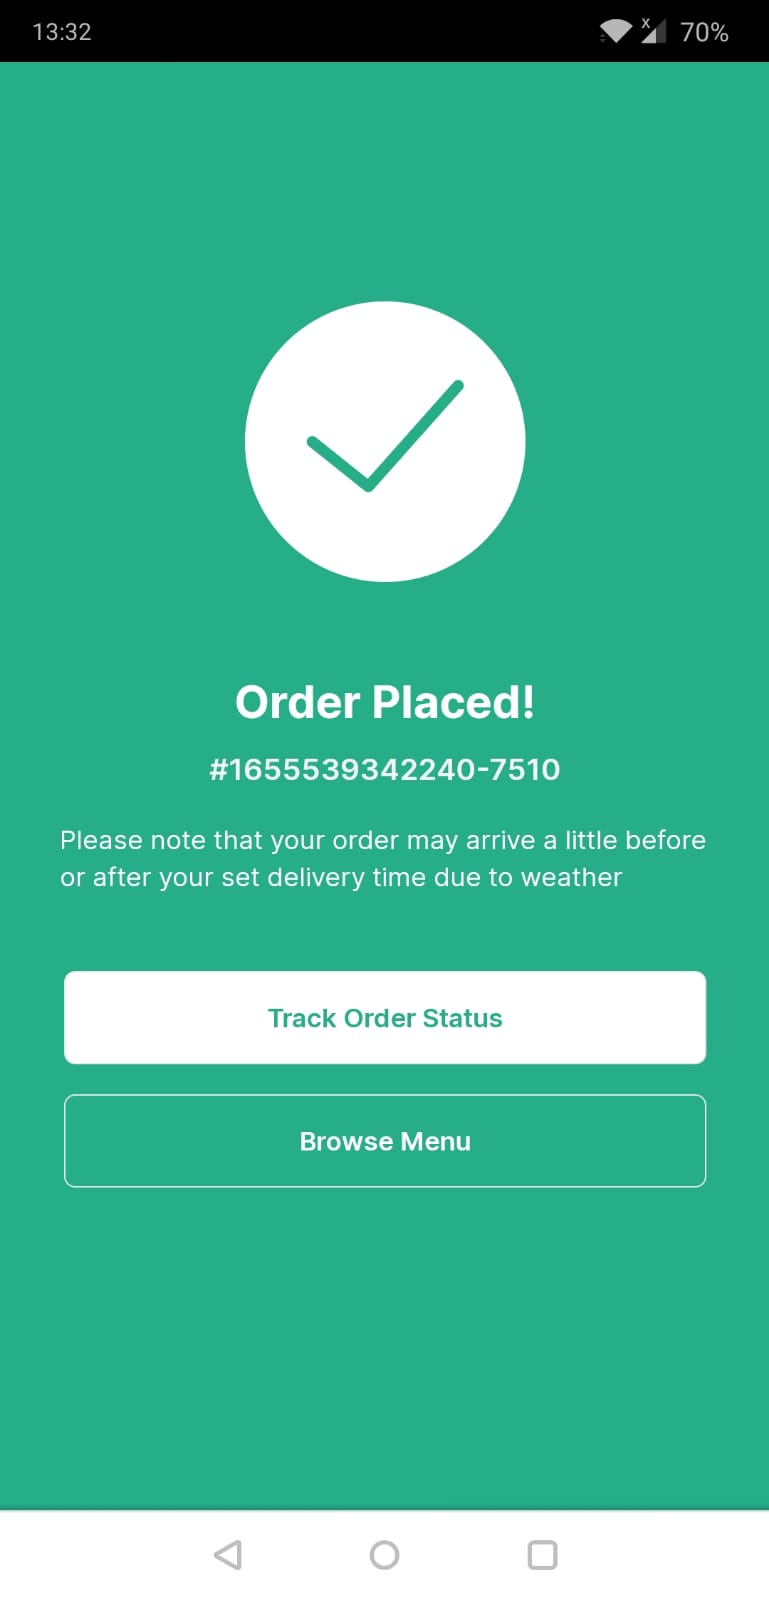 13:32
x
70%
Order Placed!
#1655539342240-7510
Please note that your order may arrive a little before
or after your set delivery time due to weather
Track Order Status
Browse Menu